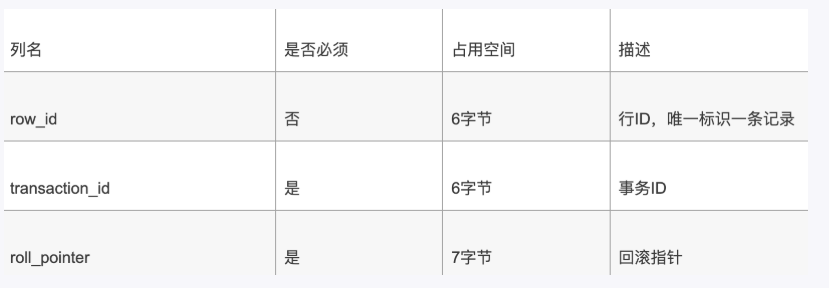 列名 是否必须 占用空间 描述
row_id 否 6字节 行ID，唯一标识一条记录
transaction_id 是 6字节 事务ID
roll_pointer 是 7字节 回滚指针